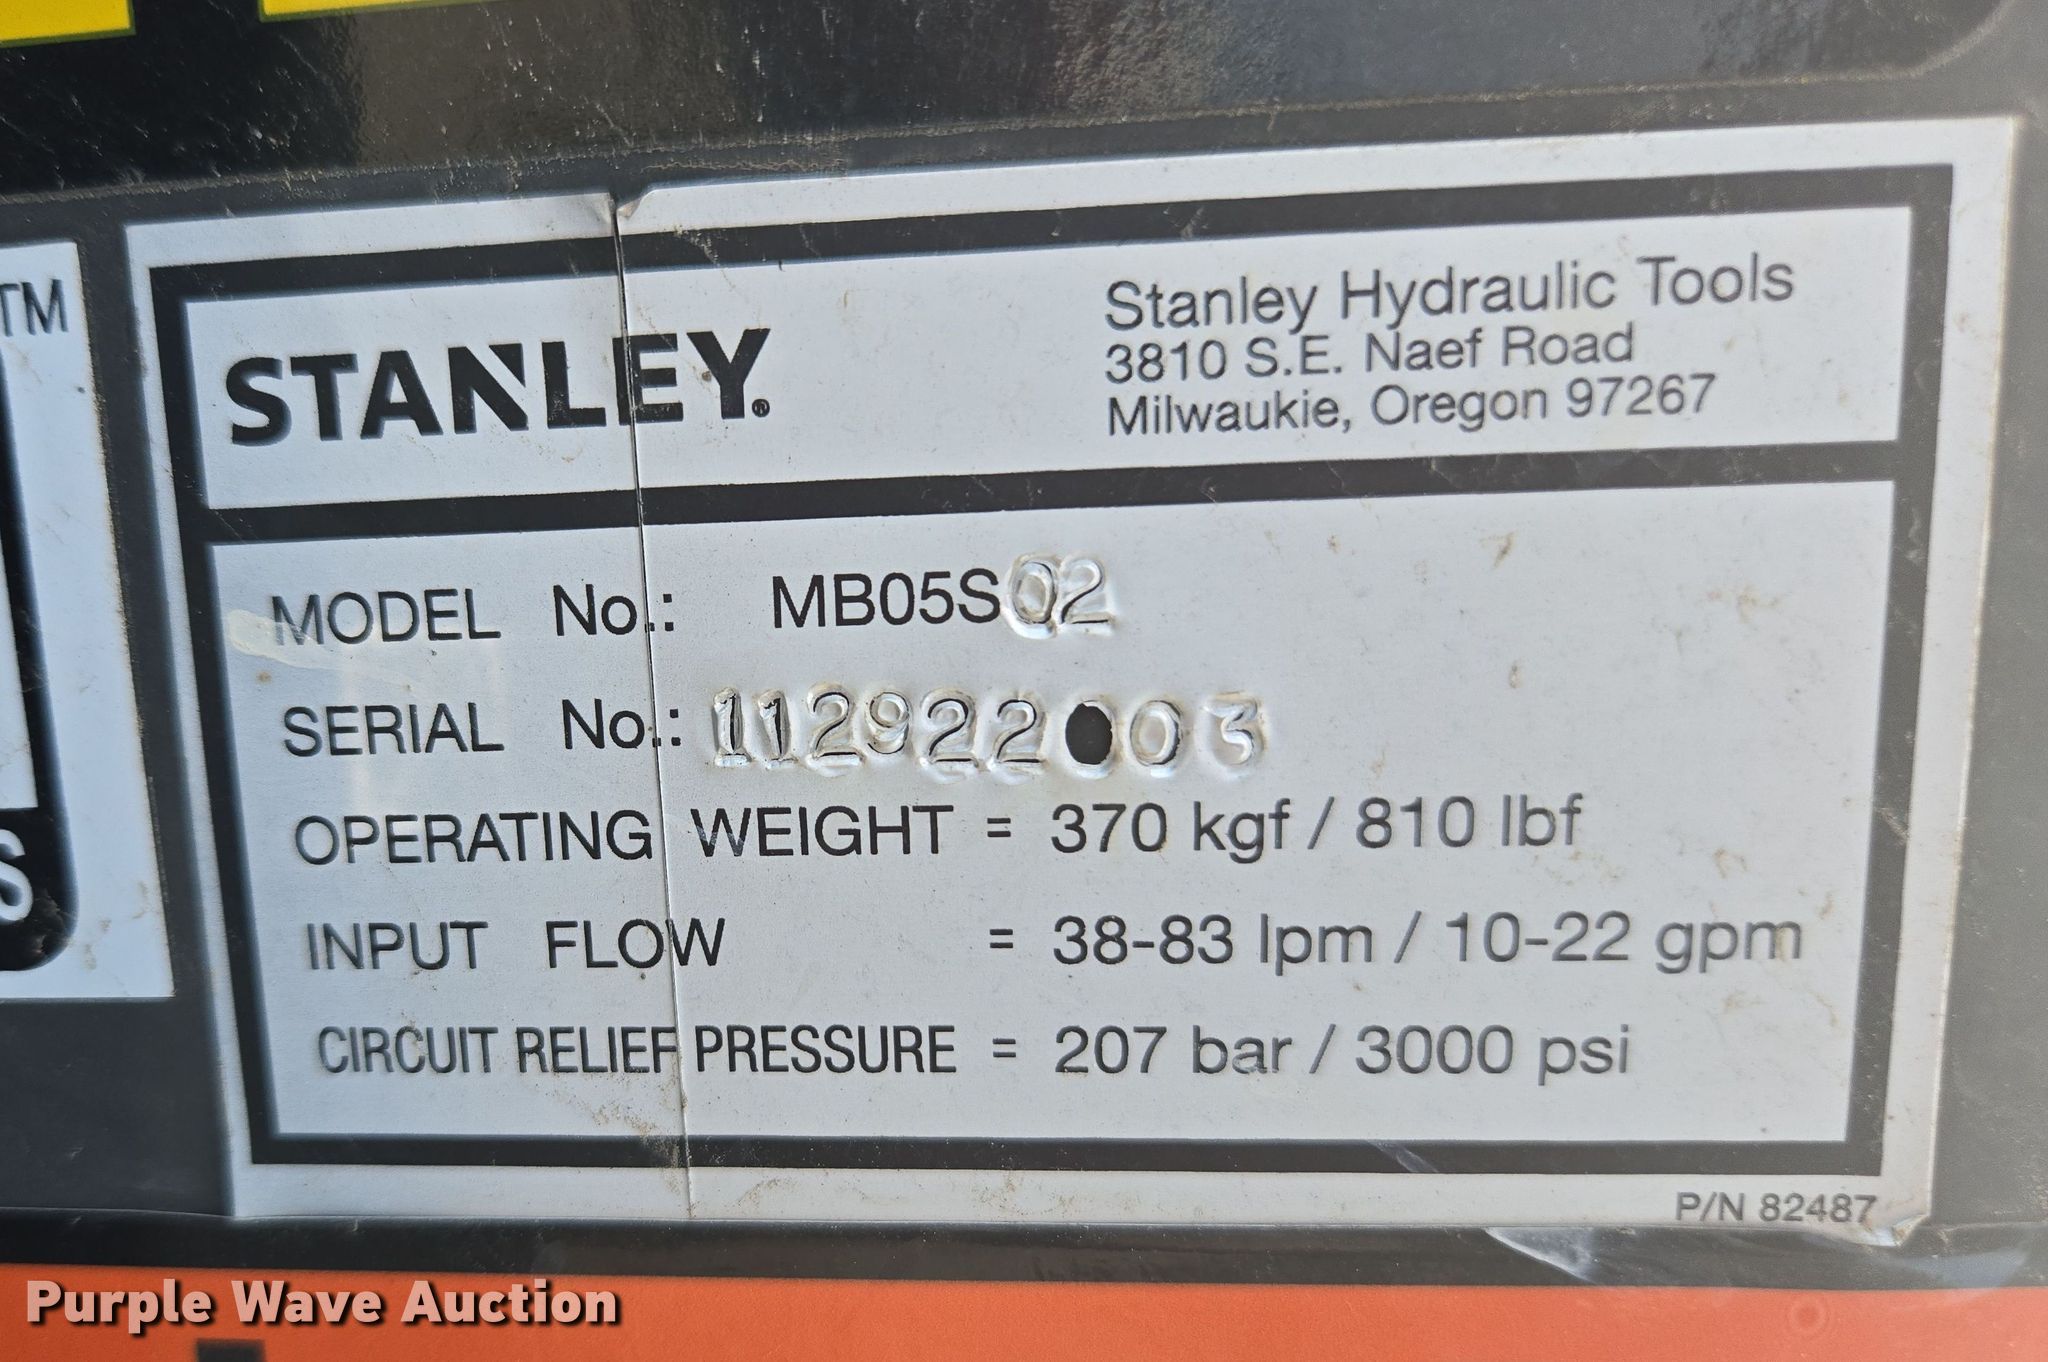 TM
S
STANLEY®
Stanley Hydraulic Tools
3810 S.E. Naef Road
Milwaukie, Oregon 97267
MODEL No.: MB05S02
SERIAL No.: 112922003
OPERATING WEIGHT = 370 kgf / 810 lbf
INPUT FLOW = 38-83 lpm / 10-22 gpm
CIRCUIT RELIEF PRESSURE = 207 bar / 3000 psi
P/N 82487
Purple Wave Auction